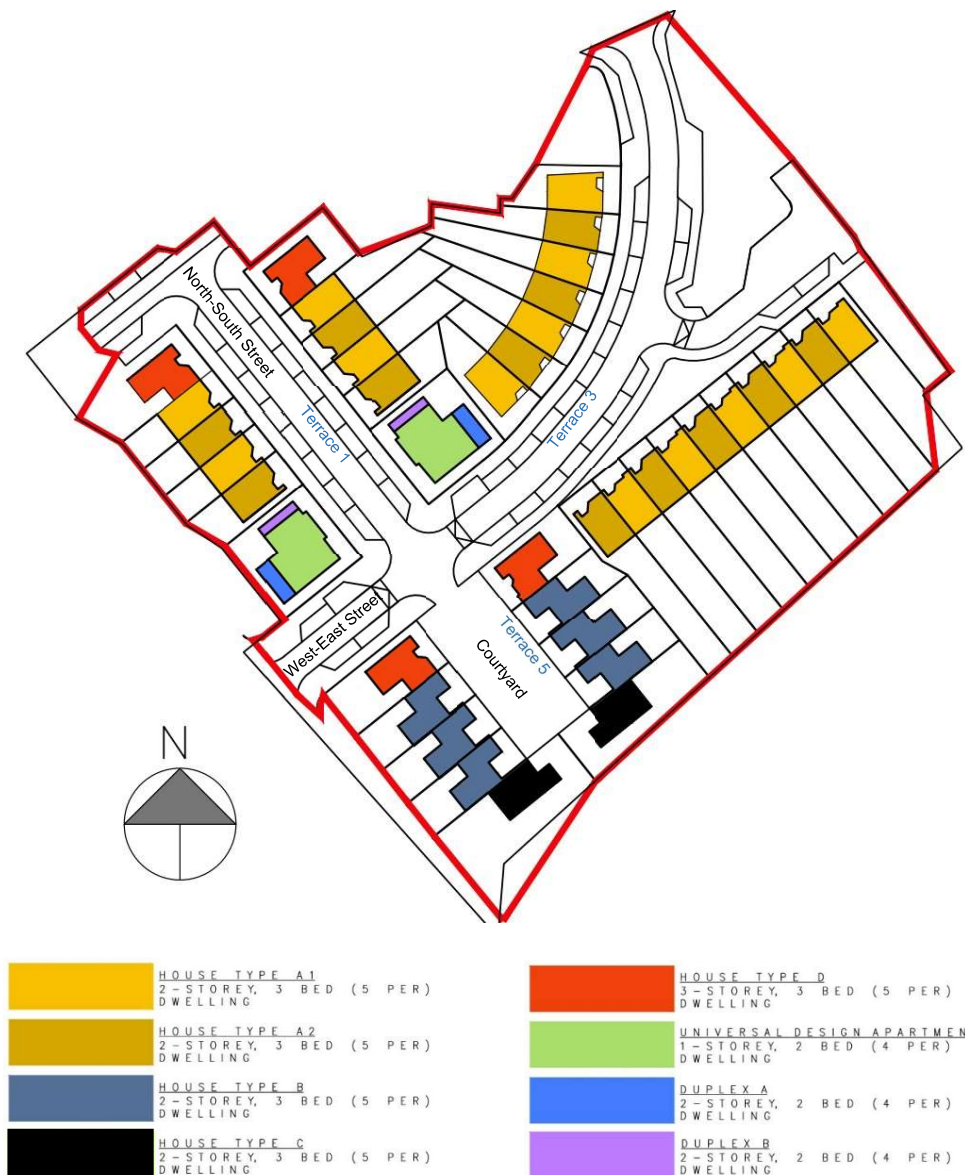 North-South Street
Terrace 1
Terrace 3
West-East Street
Terrace 5
Courtyard
N
HOUSE TYPE A1
2-STOREY, 3 BED (5 PER)
DWELLING
HOUSE TYPE A2
2-STOREY, 3 BED (5 PER)
DWELLING
HOUSE TYPE B
2-STOREY, 3 BED (5 PER)
DWELLING
HOUSE TYPE C
2-STOREY, 3 BED (5 PER)
DWELLING
HOUSE TYPE D
3-STOREY, 3 BED (5 PER)
DWELLING
UNIVERSAL DESIGN APARTMEN
1-STOREY, 2 BED (4 PER)
DWELLING
DUPLEX A
2-STOREY, 2 BED (4 PER)
DWELLING
DUPLEX B
2-STOREY, 2 BED (4 PER)
DWELLING